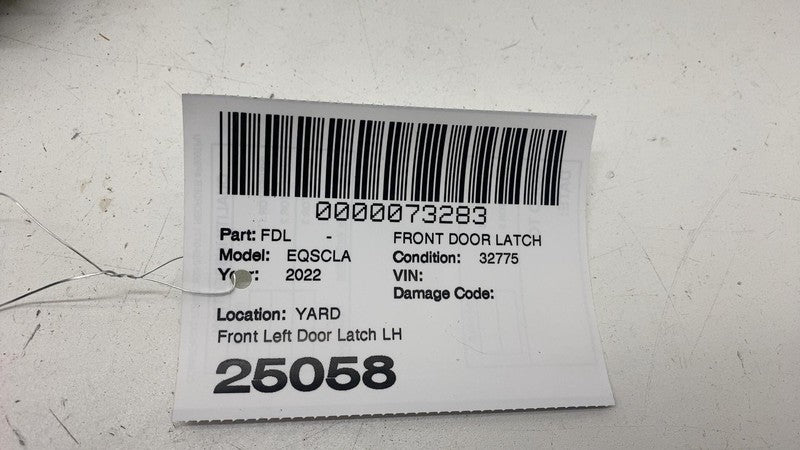 0000073283
Part: FDL - FRONT DOOR LATCH
Model: EQSCLA Condition: 32775
Year: 2022 VIN:
Damage Code:
Location: YARD
Front Left Door Latch LH
25058